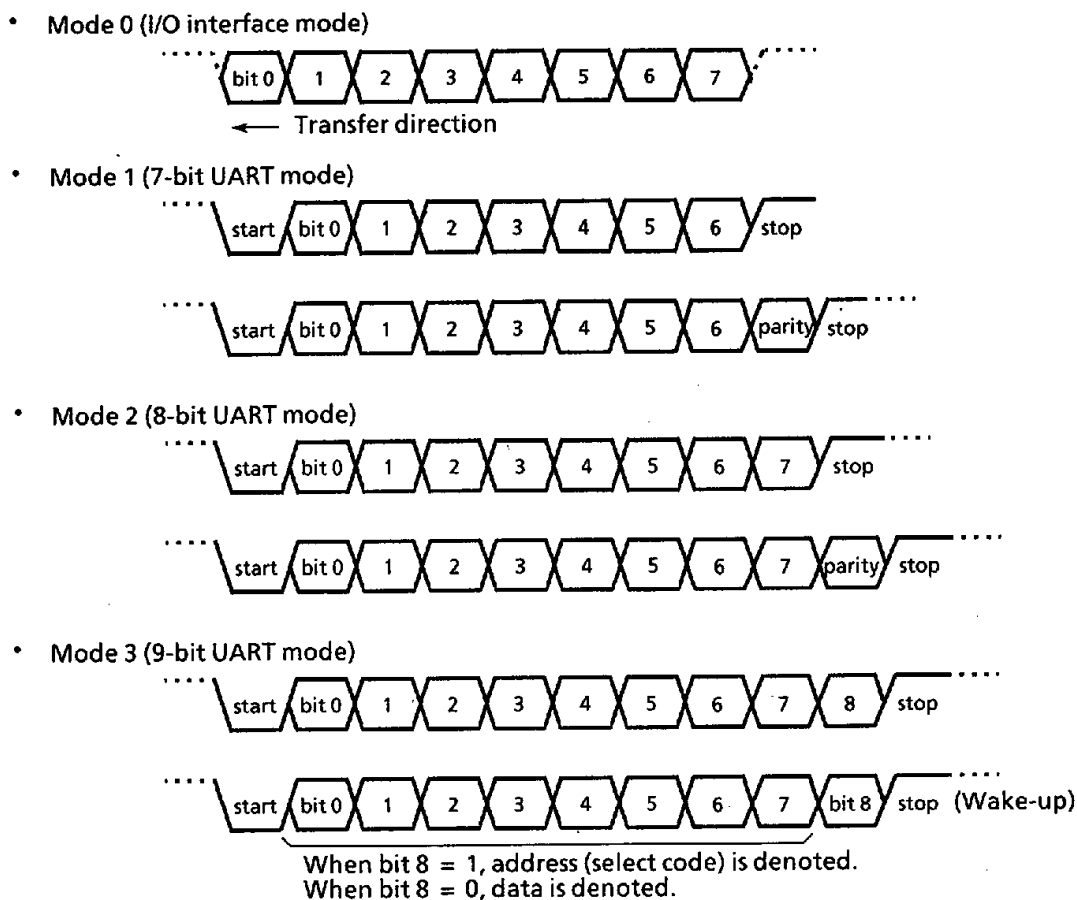 • Mode 0 (I/O interface mode)
bit 0 1 2 3 4 5 6 7
← Transfer direction
• Mode 1 (7-bit UART mode)
start bit 0 1 2 3 4 5 6 stop
start bit 0 1 2 3 4 5 6 parity stop
• Mode 2 (8-bit UART mode)
start bit 0 1 2 3 4 5 6 7 stop
start bit 0 1 2 3 4 5 6 7 parity stop
• Mode 3 (9-bit UART mode)
start bit 0 1 2 3 4 5 6 7 8 stop
start bit 0 1 2 3 4 5 6 7 bit 8 stop (Wake-up)
When bit 8 = 1, address (select code) is denoted.
When bit 8 = 0, data is denoted.